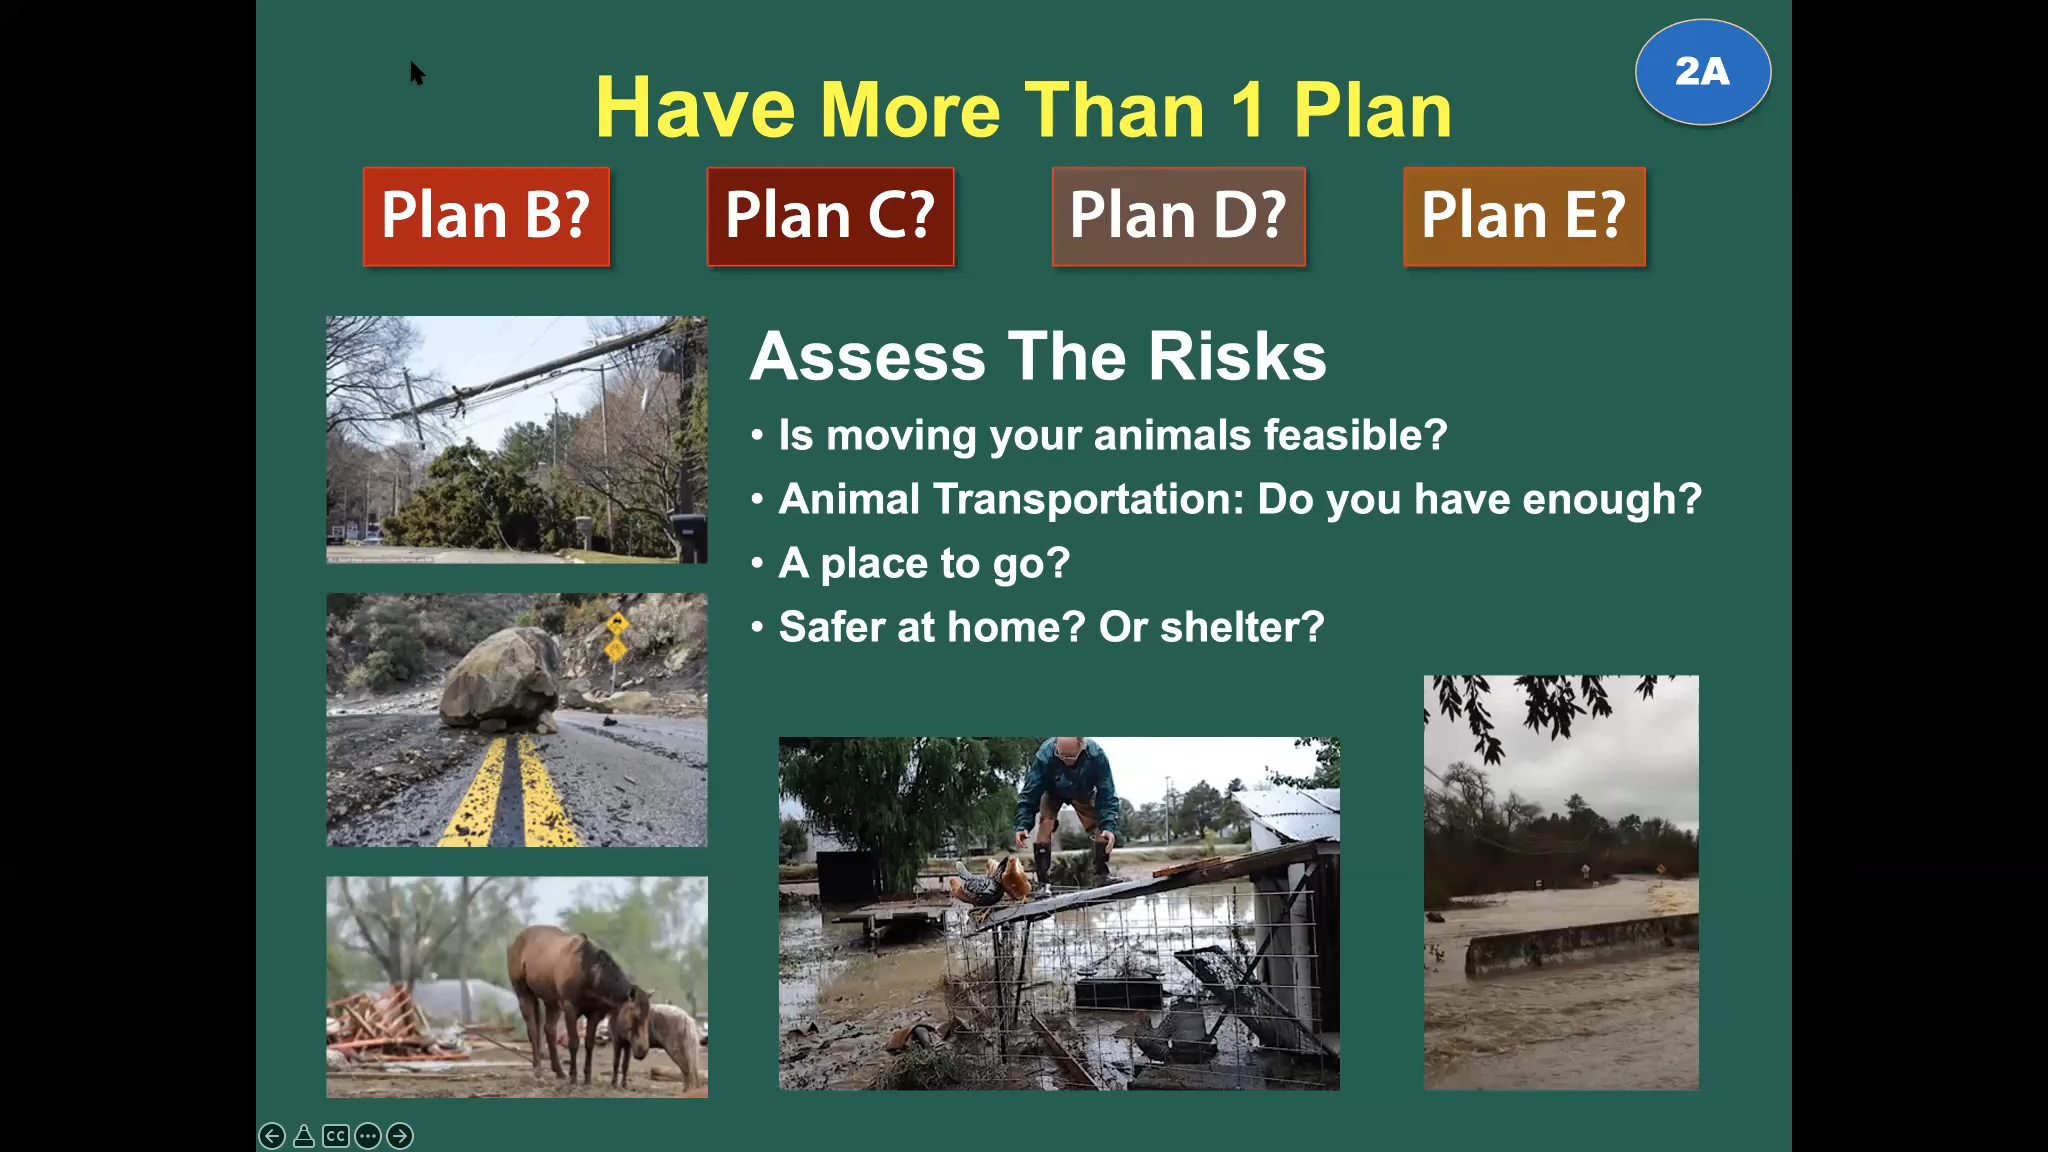 2A
Have More Than 1 Plan
Plan B?
Plan C?
Plan D?
Plan E?
Assess The Risks
• Is moving your animals feasible?
• Animal Transportation: Do you have enough?
• A place to go?
• Safer at home? Or shelter?
CC